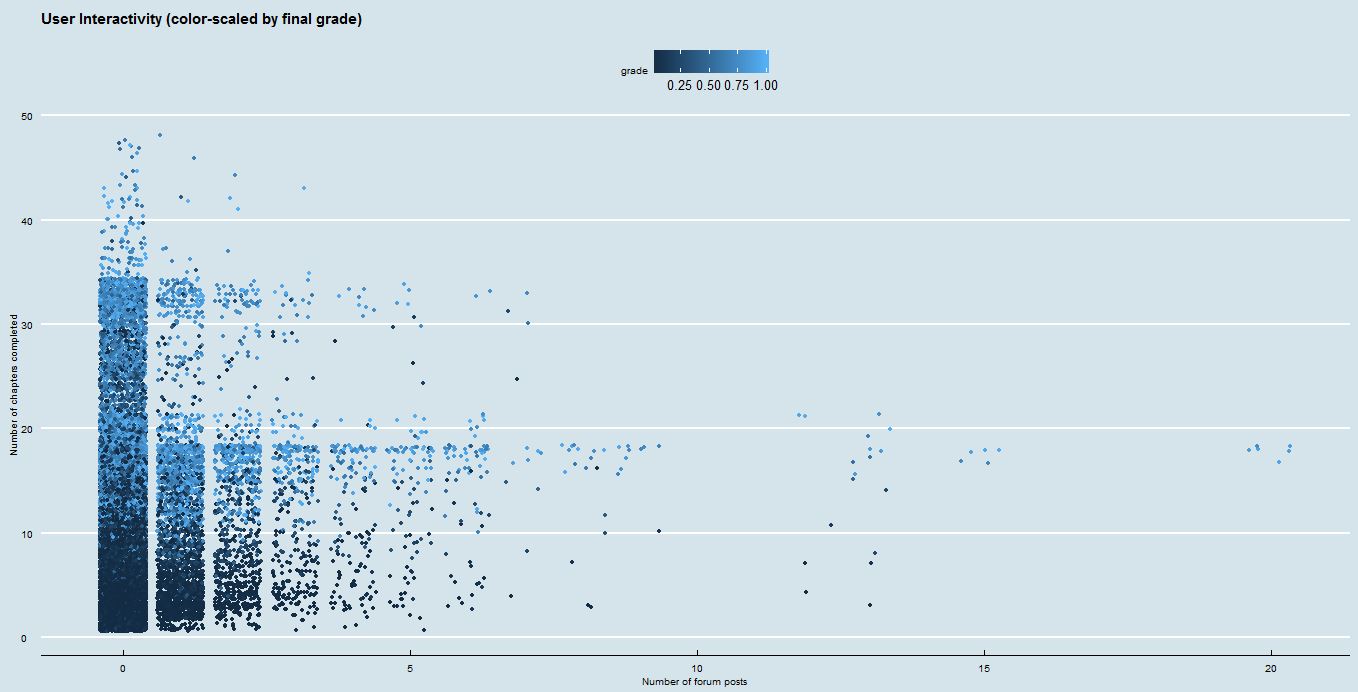 User Interactivity (color-scaled by final grade)
grade
0.25 0.50 0.75 1.00
50
40
30
20
10
0
Number of chapters completed
0 5 10 15 20
Number of forum posts